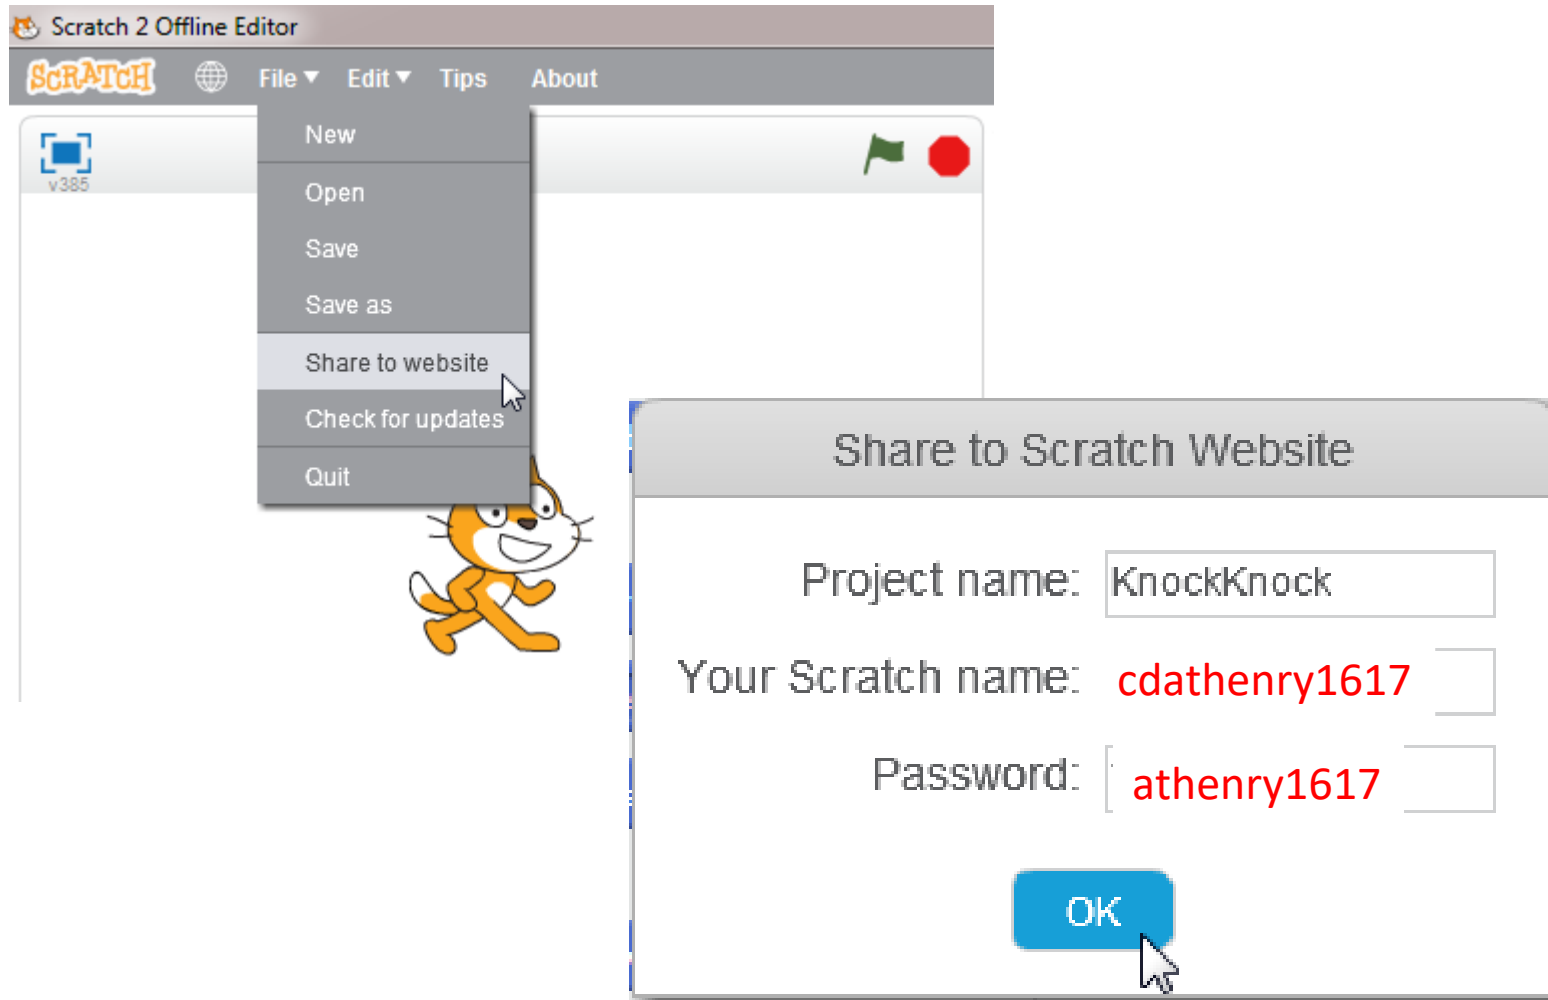 Scratch 2 Offline Editor
SCRATCH File Edit Tips About
v385
New
Open
Save
Save as
Share to website
Check for updates
Quit
Share to Scratch Website
Project name: KnockKnock
Your Scratch name: cdathenry1617
Password: athenry1617
OK